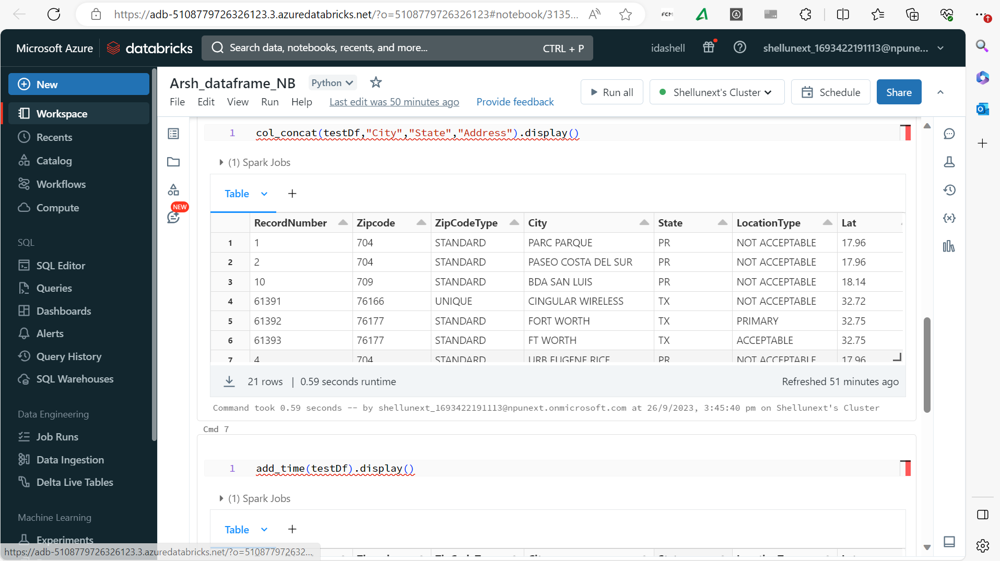 https://adb-5108779726326123.3.azuredatabricks.net/?o=5108779726326123#notebook/3135...
FCM
Microsoft Azure
databricks
Search data, notebooks, recents, and more...
CTRL + P
idashell
shellunext_1693422191113@npune...
New
Workspace
Recents
Catalog
Workflows
Compute
SQL
SQL Editor
Queries
Dashboards
Alerts
Query History
SQL Warehouses
Data Engineering
Job Runs
Data Ingestion
Delta Live Tables
Machine Learning
Experiments
https://adb-5108779726326123.3.azuredatabricks.net/?o=510877972632...
Arsh_dataframe_NB
Python
File Edit View Run Help Last edit was 50 minutes ago Provide feedback
Run all
Shellunext's Cluster
Schedule
Share
NEW
1 col_concat(testDf,"City","State","Address").display()
(1) Spark Jobs
Table +
RecordNumber Zipcode ZipCodeType City State LocationType Lat
1 1 704 STANDARD PARC PARQUE PR NOT ACCEPTABLE 17.96
2 2 704 STANDARD PASEO COSTA DEL SUR PR NOT ACCEPTABLE 17.96
3 10 709 STANDARD BDA SAN LUIS PR NOT ACCEPTABLE 18.14
4 61391 76166 UNIQUE CINGULAR WIRELESS TX NOT ACCEPTABLE 32.72
5 61392 76177 STANDARD FORT WORTH TX PRIMARY 32.75
6 61393 76177 STANDARD FT WORTH TX ACCEPTABLE 32.75
7 4 704 STANDARD URB EUGENE RICE PR NOT ACCEPTABLE 17.96
21 rows | 0.59 seconds runtime
Refreshed 51 minutes ago
Command took 0.59 seconds -- by shellunext_1693422191113@npunext.onmicrosoft.com at 26/9/2023, 3:45:40 pm on Shellunext's Cluster
Cmd 7
1 add_time(testDf).display()
(1) Spark Jobs
Table +